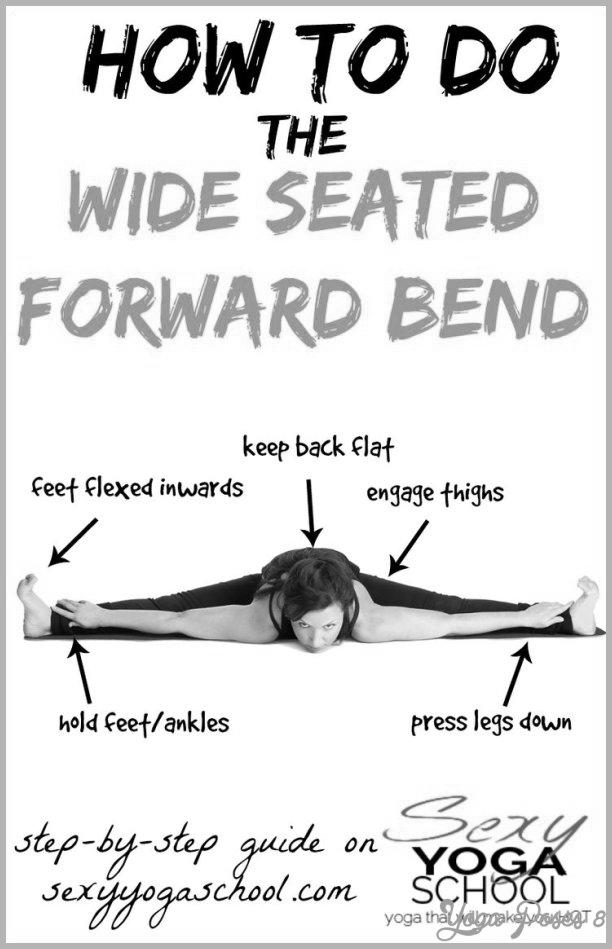 HOW TO DO
THE
WIDE SEATED
FORWARD BEND
keep back flat
feet flexed inwards
engage thighs
hold feet/ankles
press legs down
step-by-step guide on
sexyyogaschool.com
Sexy
YOGA
SCHOOL
yoga that will make you HOT
Yoga Poses 8